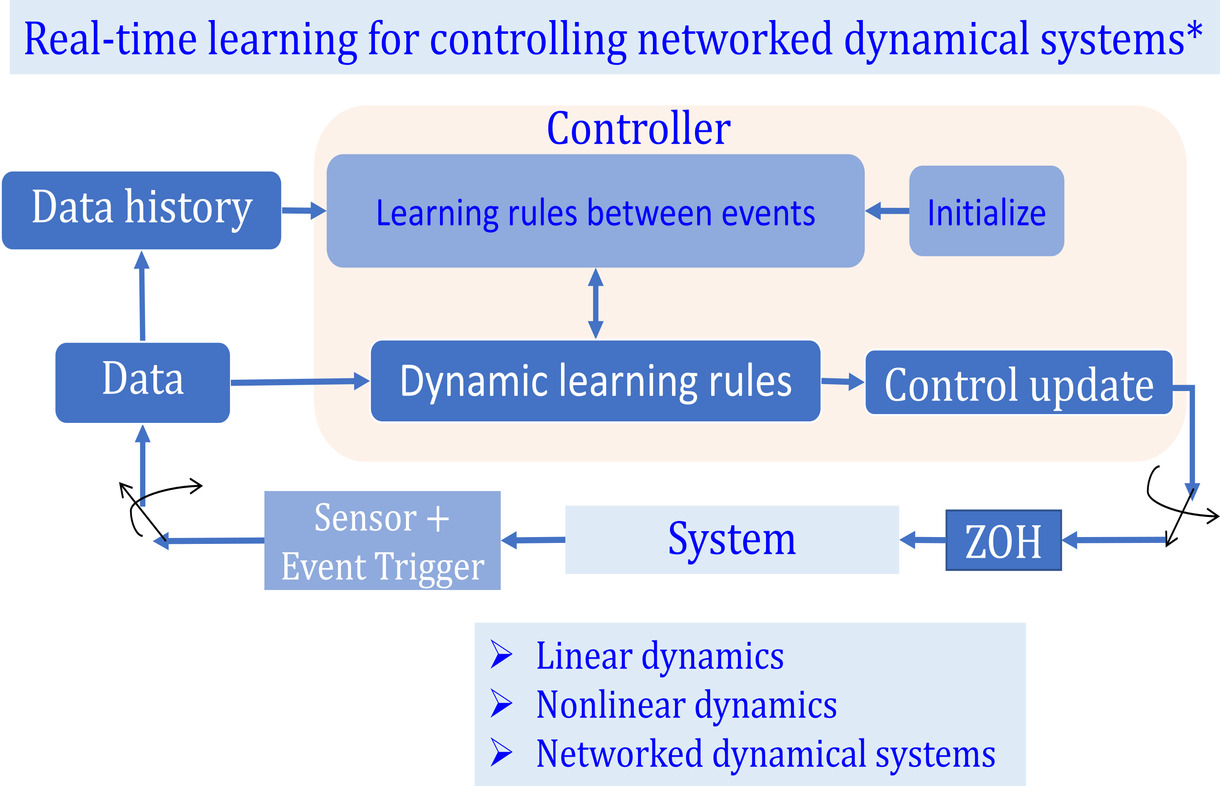 Real-time learning for controlling networked dynamical systems*
Controller
Data history
Learning rules between events
Initialize
Data
Dynamic learning rules
Control update
Sensor +
Event Trigger
System
ZOH
Linear dynamics
Nonlinear dynamics
Networked dynamical systems